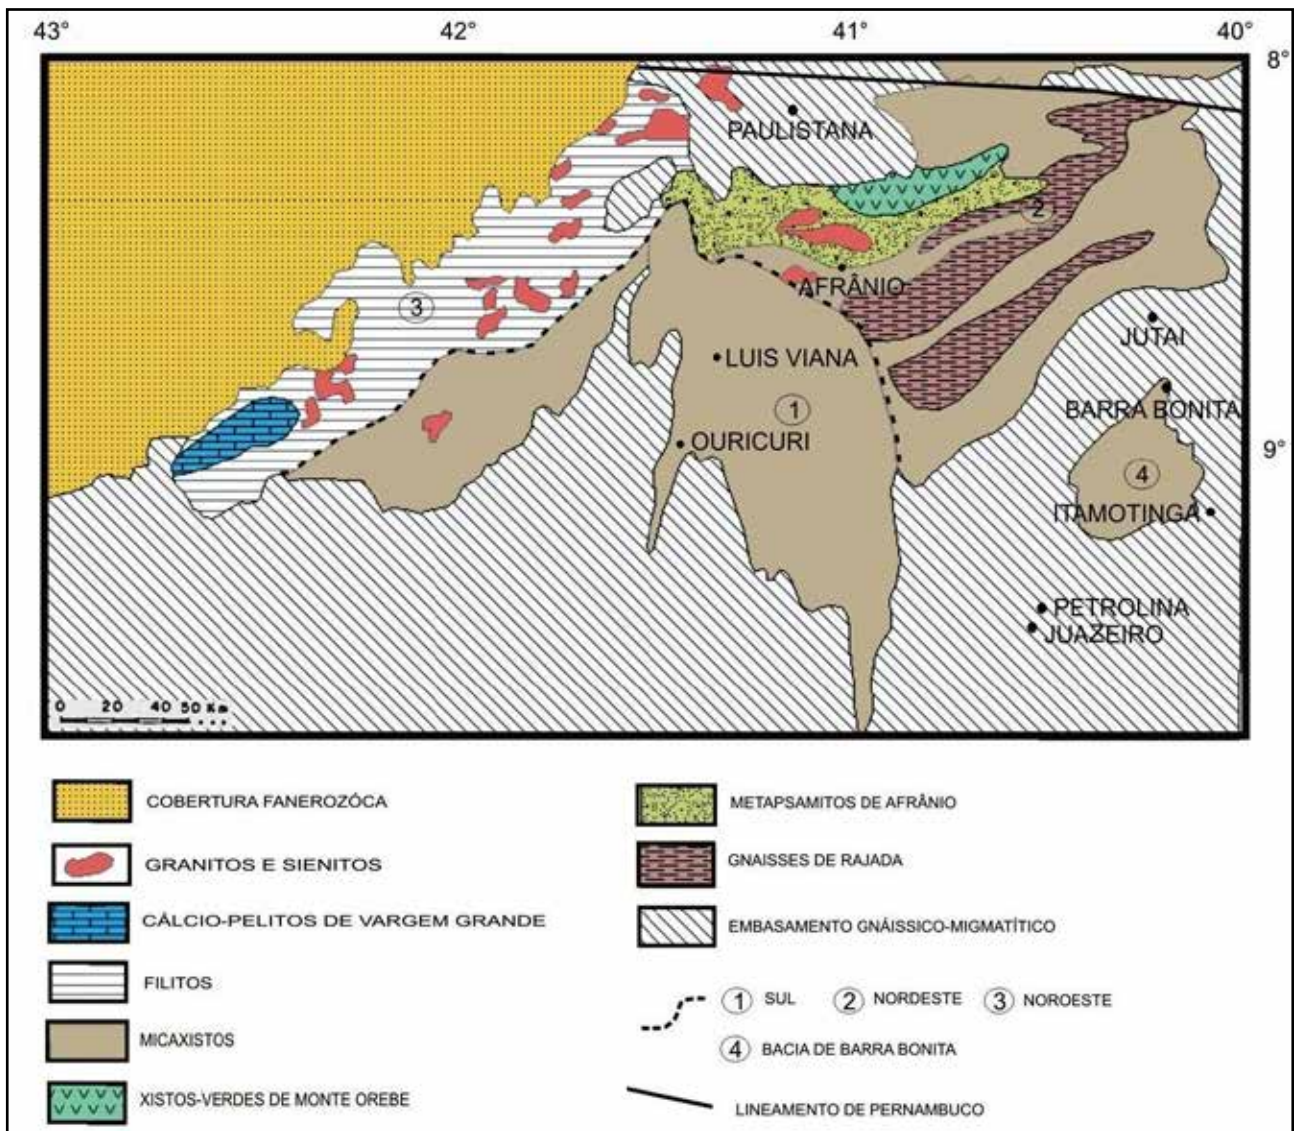 43° 42° 41° 40°
8°
PAULISTANA
2
AFRÂNIO
3
JUTAI
LUIS VIANA
1
BARRA BONITA
OURICURI
9°
4
ITAMOTINGA
PETROLINA
JUAZEIRO
0 20 40 50 Km
COBERTURA FANEROZÓCA
GRANITOS E SIENITOS
CÁLCIO-PELITOS DE VARGEM GRANDE
FILITOS
MICAXISTOS
XISTOS-VERDES DE MONTE OREBE
METAPSAMITOS DE AFRÂNIO
GNAISSES DE RAJADA
EMBASAMENTO GNÁISSICO-MIGMATÍTICO
1 SUL 2 NORDESTE 3 NOROESTE
4 BACIA DE BARRA BONITA
LINEAMENTO DE PERNAMBUCO